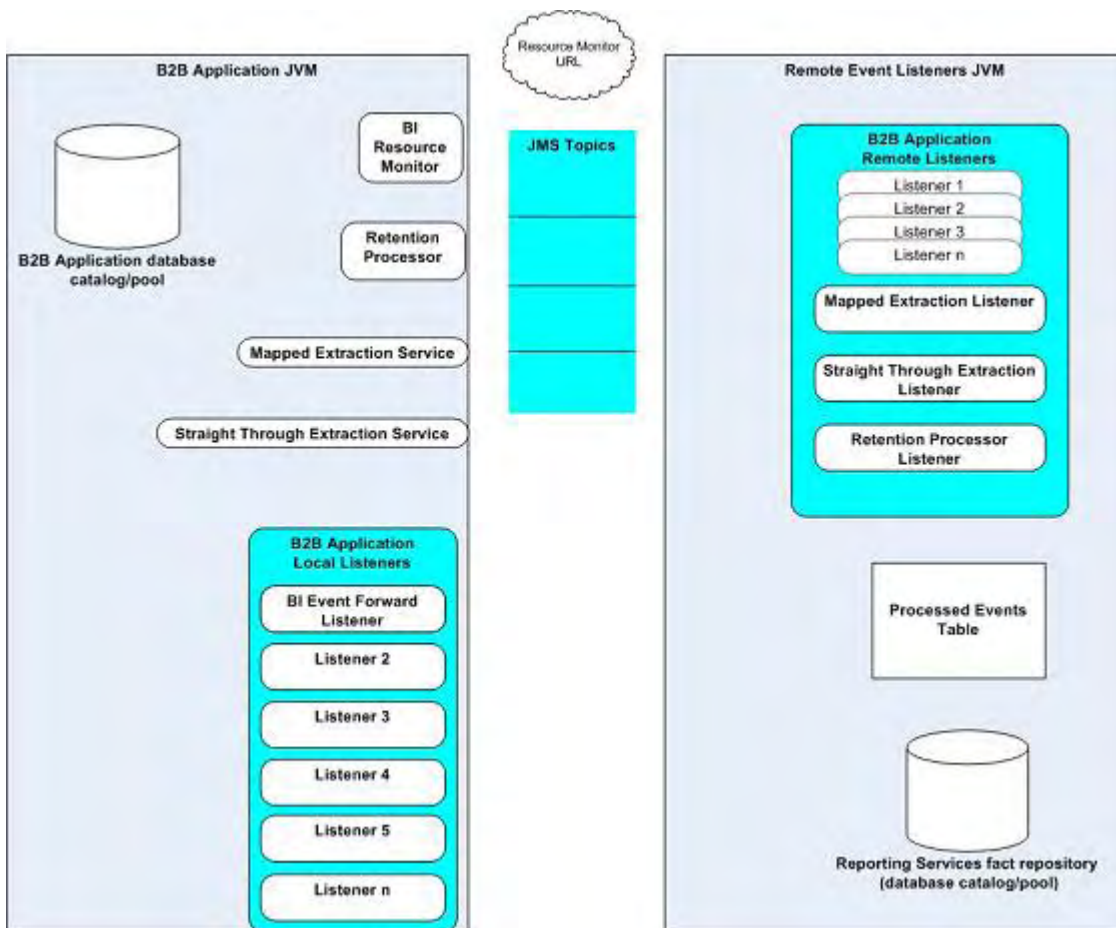 Resource Monitor
URL
B2B Application JVM
BI
Resource
Monitor
B2B Application database
catalog/pool
Retention
Processor
Mapped Extraction Service
Straight Through Extraction Service
B2B Application
Local Listeners
BI Event Forward
Listener
Listener 2
Listener 3
Listener 4
Listener 5
Listener n
JMS Topics
Remote Event Listeners JVM
B2B Application
Remote Listeners
Listener 1
Listener 2
Listener 3
Listener n
Mapped Extraction Listener
Straight Through Extraction
Listener
Retention Processor
Listener
Processed Events
Table
Reporting Services fact repository
(database catalog/pool)